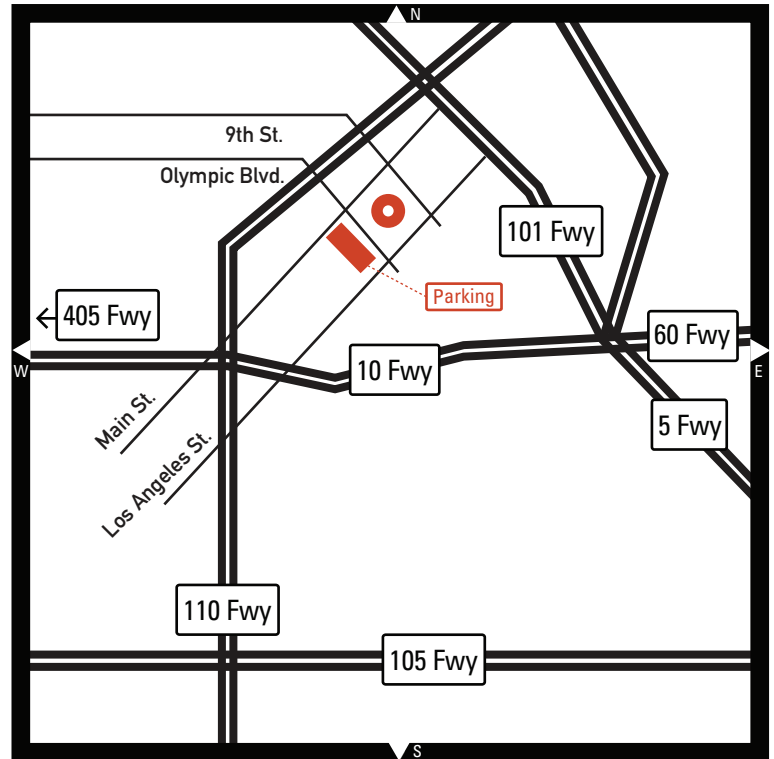 N
9th St.
Olympic Blvd.
101 Fwy
Parking
405 Fwy
60 Fwy
W
10 Fwy
E
Main St.
5 Fwy
Los Angeles St.
110 Fwy
105 Fwy
S